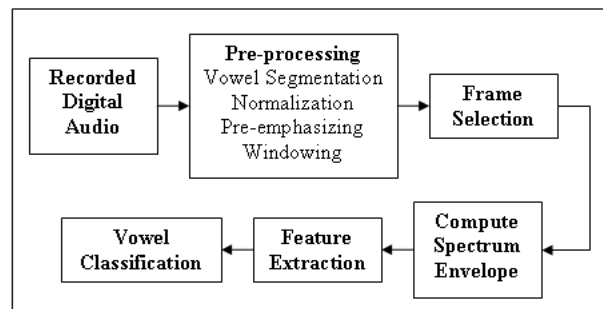 Recorded
Digital
Audio
Pre-processing
Vowel Segmentation
Normalization
Pre-emphasizing
Windowing
Frame
Selection
Compute
Spectrum
Envelope
Feature
Extraction
Vowel
Classification